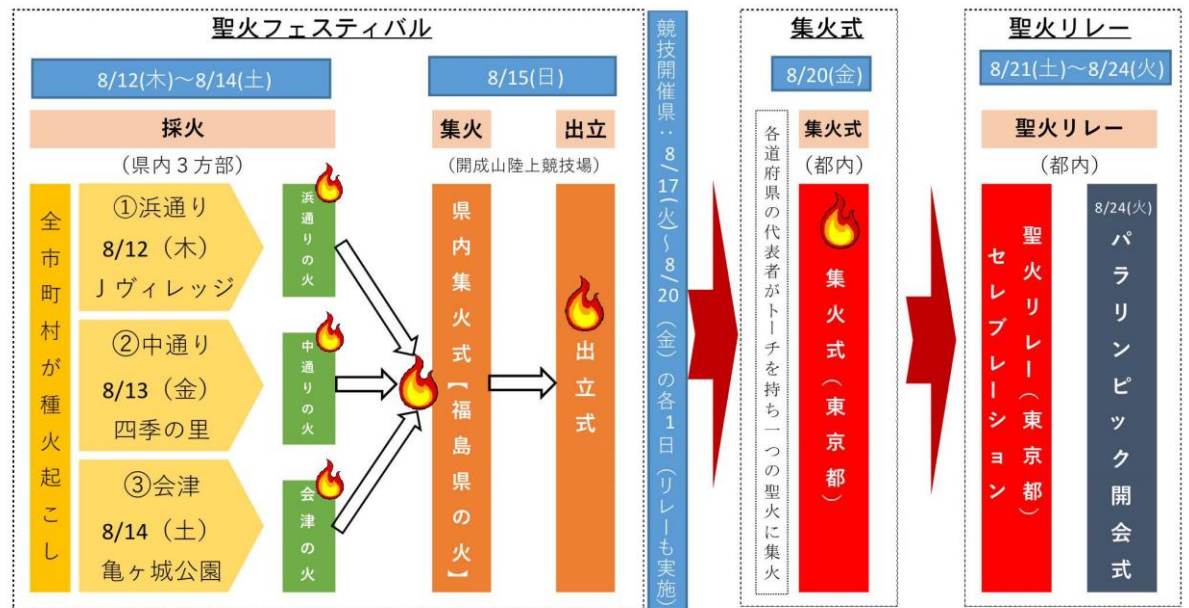 聖火フェスティバル
8/12(木)～8/14(土)
採火
(県内３方部)
全市町村が種火起こし
①浜通り
8/12（木）
Ｊヴィレッジ
浜通りの火
②中通り
8/13（金）
四季の里
中通りの火
③会津
8/14（土）
亀ヶ城公園
会津の火
8/15(日)
集火
出立
(開成山陸上競技場)
県内集火式【福島県の火】
出立式
競技開催県：8/17(火)～8/20（金）の各１日（リレーも実施）
集火式
8/20(金)
集火式
(都内)
各道府県の代表者がトーチを持ち一つの聖火に集火
集火式（東京都）
聖火リレー
8/21(土)～8/24(火)
聖火リレー
(都内)
聖火リレー（東京都）
セレブレーション
8/24(火)
パラリンピック開会式